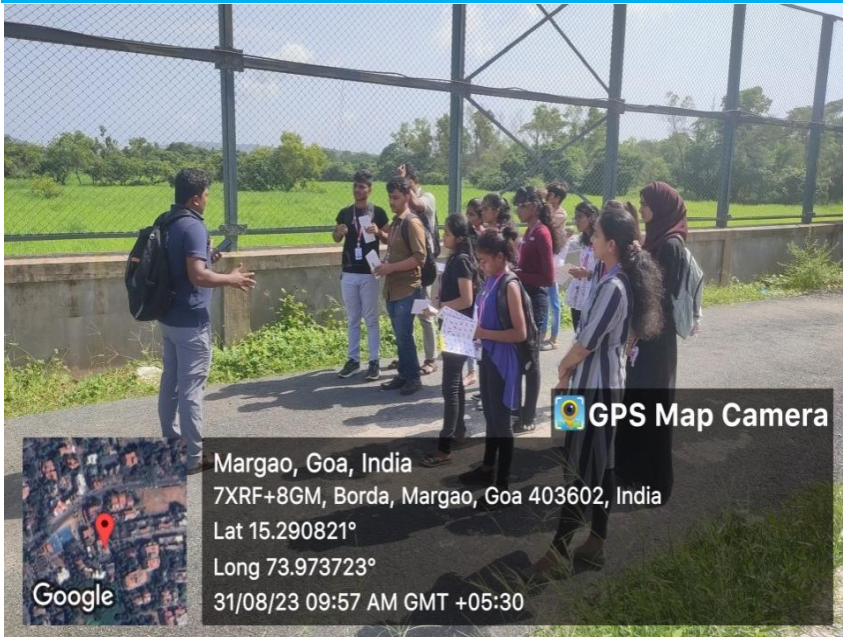 GPS Map Camera
Margao, Goa, India
7XRF+8GM, Borda, Margao, Goa 403602, India
Lat 15.290821°
Long 73.973723°
31/08/23 09:57 AM GMT +05:30
Google